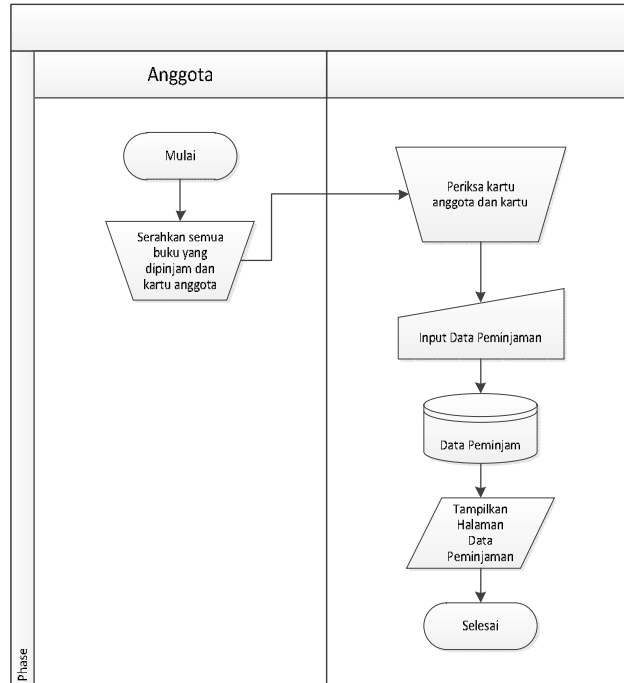 Anggota
Mulai
Serahkan semua
buku yang
dipinjam dan
kartu anggota
Periksa kartu
anggota dan kartu
Input Data Peminjaman
Data Peminjam
Tampilkan
Halaman
Data
Peminjaman
Selesai
Phase